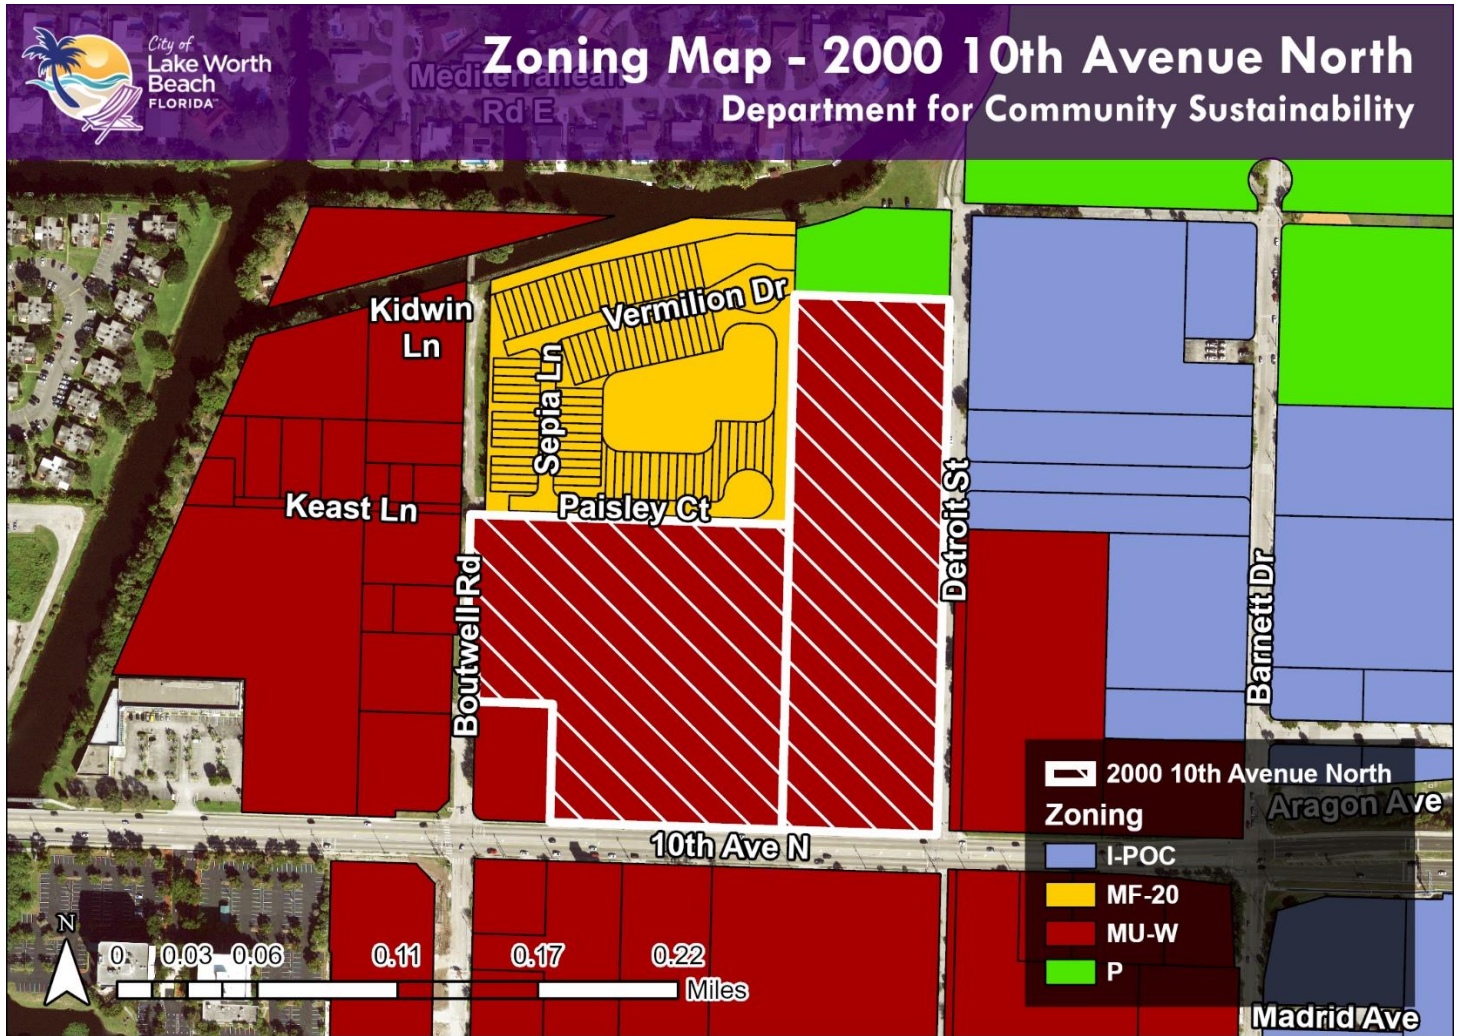 City of
Lake Worth
Beach
FLORIDA™
Zoning Map - 2000 10th Avenue North
Department for Community Sustainability
Mediterranean
Rd E
Kidwin
Ln
Vermilion Dr
Sepia Ln
Keast Ln
Paisley Ct
Boutwell Rd
Detroit St
Barnett Dr
10th Ave N
2000 10th Avenue North
Zoning
Aragon Ave
I-POC
MF-20
MU-W
P
Madrid Ave
N
0 0.03 0.06 0.11 0.17 0.22
Miles